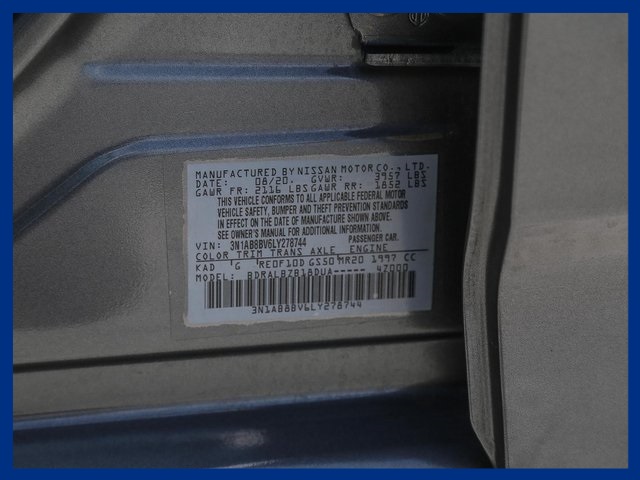 MANUFACTURED BY NISSAN MOTOR CO., LTD.
DATE: 08/20. GVWR: 3957 LBS
GAWR FR: 2116 LBS GAWR RR: 1852 LBS
THIS VEHICLE CONFORMS TO ALL APPLICABLE FEDERAL MOTOR
VEHICLE SAFETY, BUMPER AND THEFT PREVENTION STANDARDS
IN EFFECT ON THE DATE OF MANUFACTURE SHOWN ABOVE.
SEE OWNER'S MANUAL FOR ADDITIONAL INFORMATION.
VIN: 3N1AB8BV6LY278744 PASSENGER CAR
COLOR TRIM TRANS AXLE ENGINE
KAD G RE0F10D GS50 MR20 1997 CC
MODEL: BDRALBZB18DUA----- 47000
3N1AB8BV6LY278744